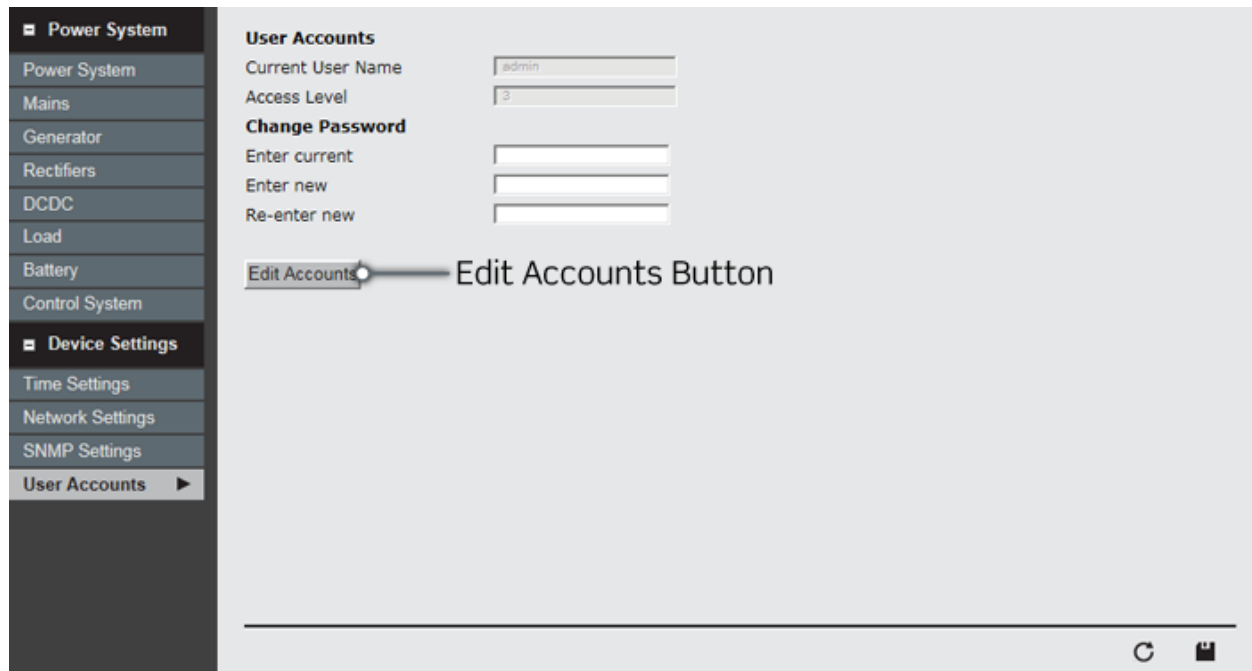 Power System
Power System
Mains
Generator
Rectifiers
DCDC
Load
Battery
Control System
Device Settings
Time Settings
Network Settings
SNMP Settings
User Accounts
User Accounts
Current User Name admin
Access Level 3
Change Password
Enter current
Enter new
Re-enter new
Edit Accounts Edit Accounts Button